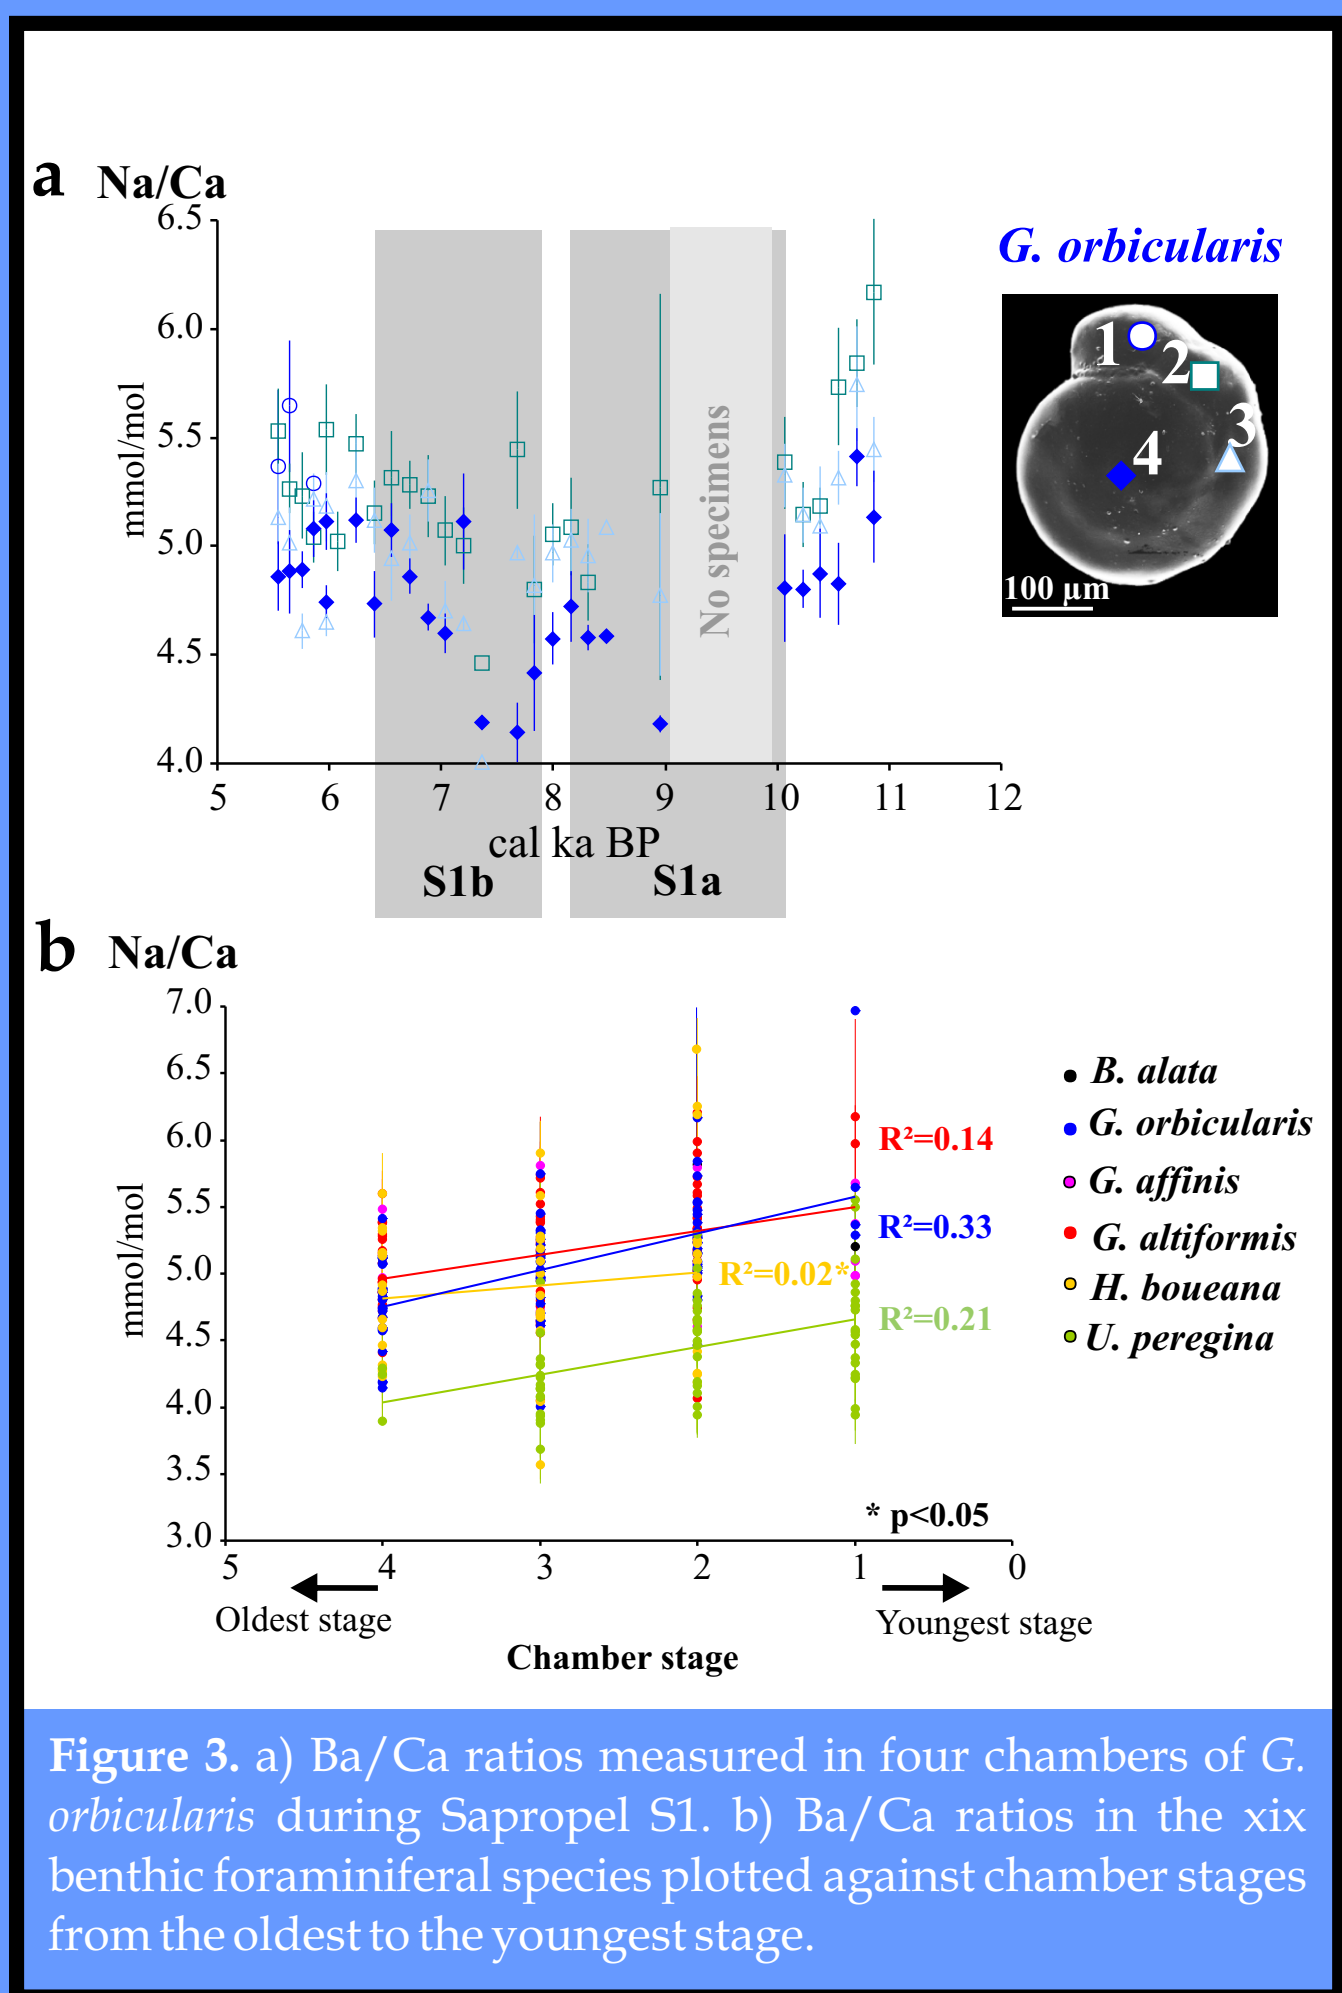 a Na/Ca
6.5
6.0
5.5
5.0
4.5
4.0
mmol/mol
No specimens
5 6 7 8 9 10 11 12
cal ka BP
S1b S1a
G. orbicularis
1
2
3
4
100 µm
b Na/Ca
7.0
6.5
6.0
5.5
5.0
4.5
4.0
3.5
3.0
mmol/mol
R²=0.14
R²=0.33
R²=0.02*
R²=0.21
* p<0.05
5 4 3 2 1 0
Oldest stage
Youngest stage
Chamber stage
B. alata
G. orbicularis
G. affinis
G. altiformis
H. boueana
U. peregina
Figure 3. a) Ba/Ca ratios measured in four chambers of G.
orbicularis during Sapropel S1. b) Ba/Ca ratios in the xix
benthic foraminiferal species plotted against chamber stages
from the oldest to the youngest stage.